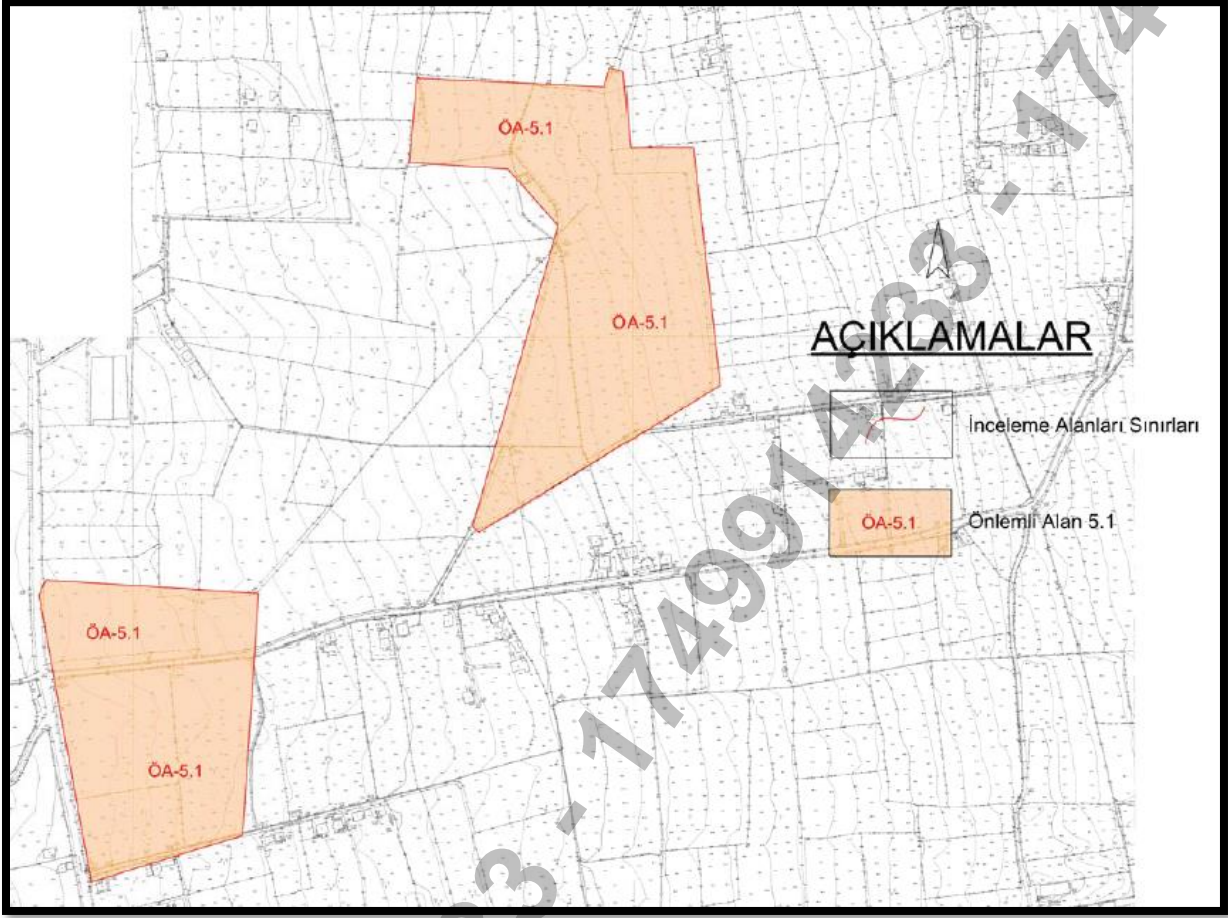 ÖA-5.1
ÖA-5.1
AÇIKLAMALAR
İnceleme Alanları Sınırları
ÖA-5.1
Önlemli Alan 5.1
ÖA-5.1
ÖA-5.1